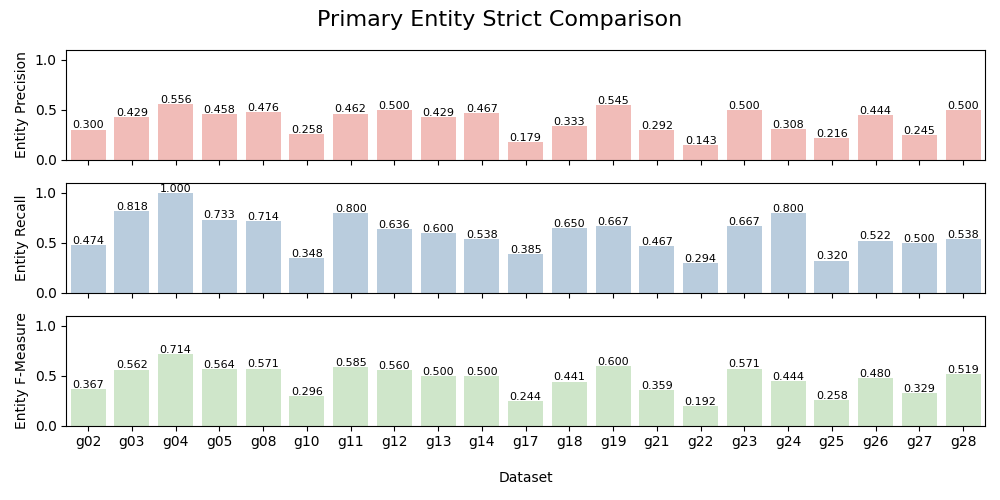 Primary Entity Strict Comparison
Entity Precision
1.0
0.5
0.0
0.300 0.429 0.556 0.458 0.476 0.258 0.462 0.500 0.429 0.467 0.179 0.333 0.545 0.292 0.143 0.500 0.308 0.216 0.444 0.245 0.500
Entity Recall
1.0
0.5
0.0
0.474 0.818 1.000 0.733 0.714 0.348 0.800 0.636 0.600 0.538 0.385 0.650 0.667 0.467 0.294 0.667 0.800 0.320 0.522 0.500 0.538
Entity F-Measure
1.0
0.5
0.0
0.367 0.562 0.714 0.564 0.571 0.296 0.585 0.560 0.500 0.500 0.244 0.441 0.600 0.359 0.192 0.571 0.444 0.258 0.480 0.329 0.519
g02 g03 g04 g05 g08 g10 g11 g12 g13 g14 g17 g18 g19 g21 g22 g23 g24 g25 g26 g27 g28
Dataset